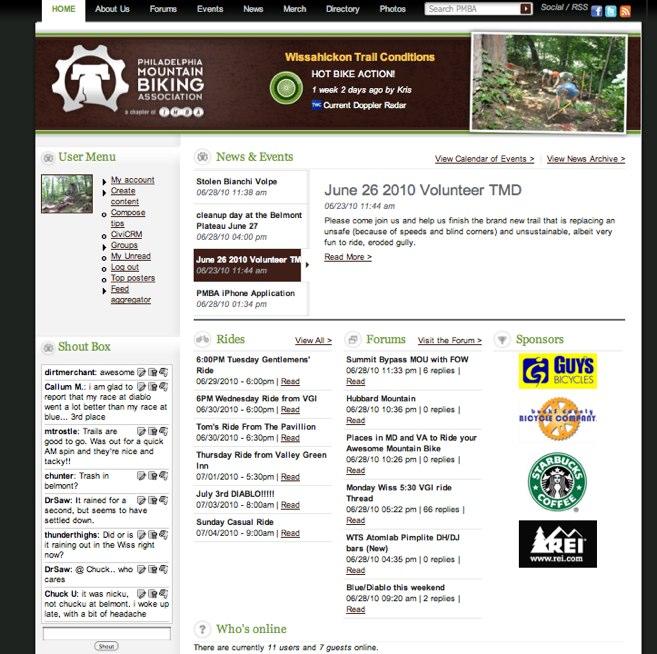 HOME About Us Forums Events News Merch Directory Photos Search PMBA Social / RSS
PHILADELPHIA
MOUNTAIN
BIKING
ASSOCIATION
a chapter of IMBA
Wissahickon Trail Conditions
HOT BIKE ACTION!
1 week 2 days ago by Kris
TWC Current Doppler Radar
User Menu
My account
Create
content
Compose
tips
CiviCRM
Groups
My Unread
Log out
Top posters
Feed
aggregator
Shout Box
dirtmerchant: awesome
Callum M.: i am glad to
report that my race at diablo
went a lot better than my race at
blue... 3rd place
mtrostle: Trails are
good to go. Was out for a quick
AM spin and they're nice and
tacky!!
chunter: Trash in
belmont?
DrSaw: It rained for a
second, but seems to have
settled down.
thunderthighs: Did or is
it raining out in the Wiss right
now?
DrSaw: @ Chuck.. who
cares
Chuck U: it was nicku,
not chucku at belmont. i woke up
late, with a bit of headache
Shout
News & Events
View Calendar of Events > View News Archive >
Stolen Bianchi Volpe
06/28/10 11:38 am
cleanup day at the Belmont
Plateau June 27
06/28/10 04:00 pm
June 26 2010 Volunteer TM
06/23/10 11:44 am
PMBA iPhone Application
06/28/10 01:34 pm
June 26 2010 Volunteer TMD
06/23/10 11:44 am
Please come join us and help us finish the brand new trail that is replacing an
unsafe (because of speeds and blind corners) and unsustainable, albeit very
fun to ride, eroded gully.
Read More >
Rides View All >
6:00PM Tuesday Gentlemens'
Ride
06/29/2010 - 6:00pm | Read
6PM Wednesday Ride from VGI
06/30/2010 - 6:00pm | Read
Tom's Ride From The Pavillion
06/30/2010 - 6:30pm | Read
Thursday Ride from Valley Green
Inn
07/01/2010 - 5:30pm | Read
July 3rd DIABLO!!!!!
07/03/2010 - 8:00am | Read
Sunday Casual Ride
07/04/2010 - 9:00am | Read
Forums Visit the Forum >
Summit Bypass MOU with FOW
06/28/10 11:33 pm | 6 replies |
Read
Hubbard Mountain
06/28/10 10:36 pm | 0 replies |
Read
Places in MD and VA to Ride your
Awesome Mountain Bike
06/28/10 10:26 pm | 0 replies |
Read
Monday Wiss 5:30 VGI ride
Thread
06/28/10 05:22 pm | 66 replies |
Read
WTS Atomlab Pimplite DH/DJ
bars (New)
06/28/10 04:35 pm | 0 replies |
Read
Blue/Diablo this weekend
06/28/10 09:20 am | 2 replies |
Read
Sponsors
GUYS
BICYCLES
bucks county
BICYCLE COMPANY
STARBUCKS
COFFEE
REI
www.rei.com
Who's online
There are currently 11 users and 7 guests online.